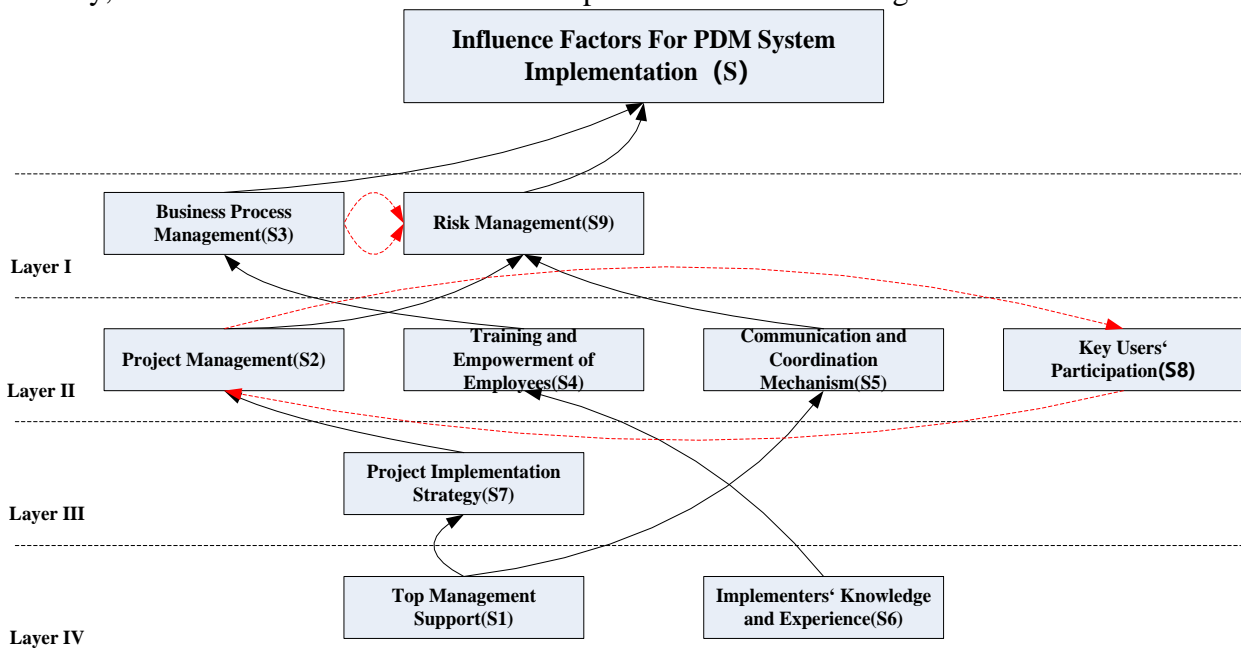 Influence Factors For PDM System
Implementation (S)
Business Process
Management(S3)
Risk Management(S9)
Layer I
Project Management(S2)
Training and
Empowerment of
Employees(S4)
Communication and
Coordination
Mechanism(S5)
Key Users‘
Participation(S8)
Layer II
Project Implementation
Strategy(S7)
Layer III
Top Management
Support(S1)
Implementers‘ Knowledge
and Experience(S6)
Layer IV